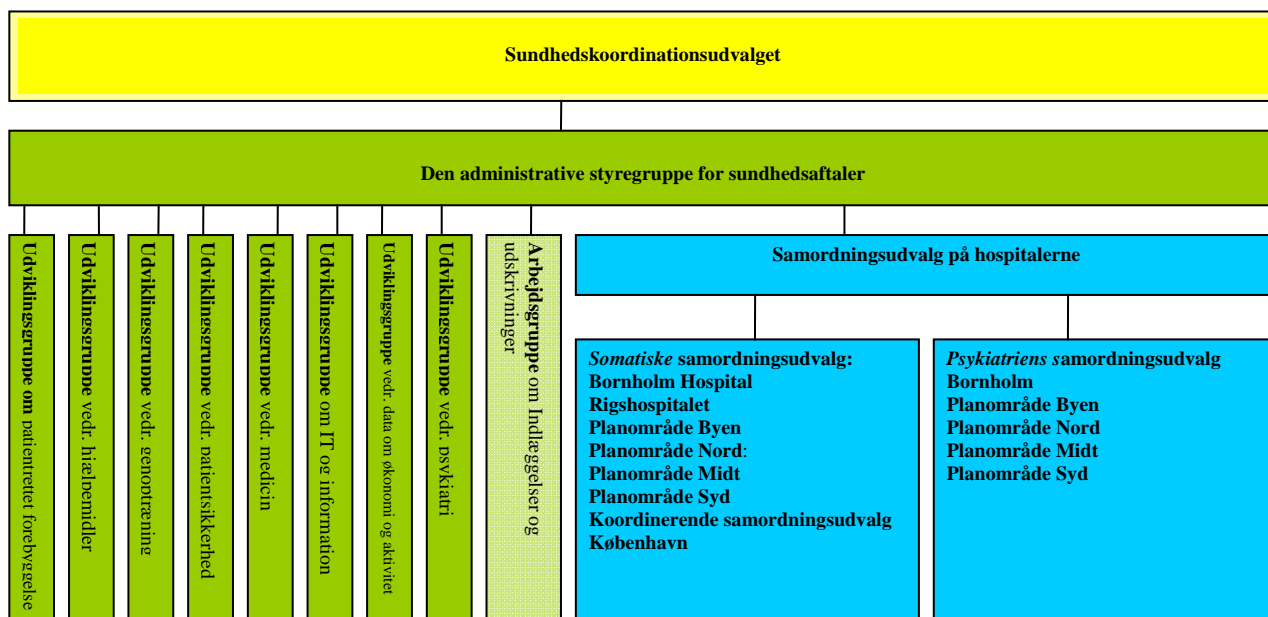 Sundhedskoordinationsudvalget
Den administrative styregruppe for sundhedsaftaler
Udviklingsgruppe om patientrettet forebyggelse
Udviklingsgruppe vedr. hjælpemidler
Udviklingsgruppe vedr. genoptræning
Udviklingsgruppe vedr. patientsikkerhed
Udviklingsgruppe vedr. medicin
Udviklingsgruppe om IT og information
Udviklingsgruppe vedr. data om økonomi og aktivitet
Udviklingsgruppe vedr. psykiatri
Arbejdsgruppe om Indlæggelser og
udskrivninger
Samordningsudvalg på hospitalerne
Somatiske samordningsudvalg:
Bornholm Hospital
Rigshospitalet
Planområde Byen
Planområde Nord:
Planområde Midt
Planområde Syd
Koordinerende samordningsudvalg
København
Psykiatriens samordningsudvalg
Bornholm
Planområde Byen
Planområde Nord
Planområde Midt
Planområde Syd